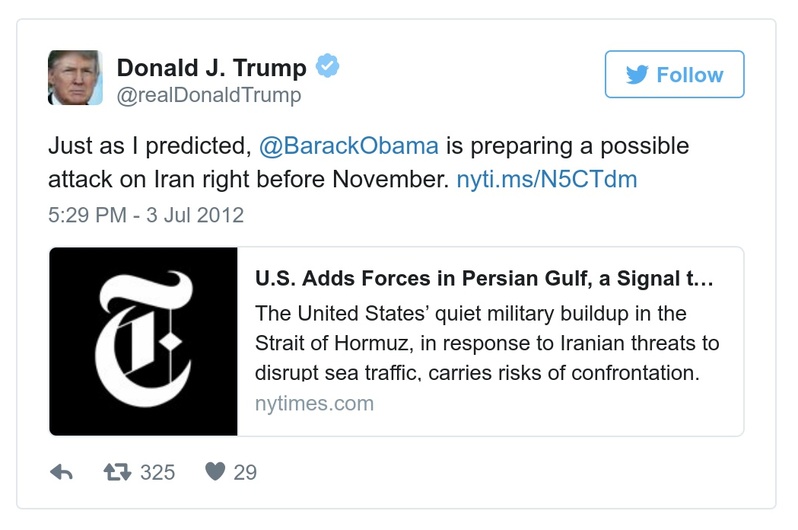 Donald J. Trump
@realDonaldTrump
Follow
Just as I predicted, @BarackObama is preparing a possible
attack on Iran right before November. nyti.ms/N5CTdm
5:29 PM - 3 Jul 2012
U.S. Adds Forces in Persian Gulf, a Signal t…
The United States’ quiet military buildup in the
Strait of Hormuz, in response to Iranian threats to
disrupt sea traffic, carries risks of confrontation.
nytimes.com
325
29